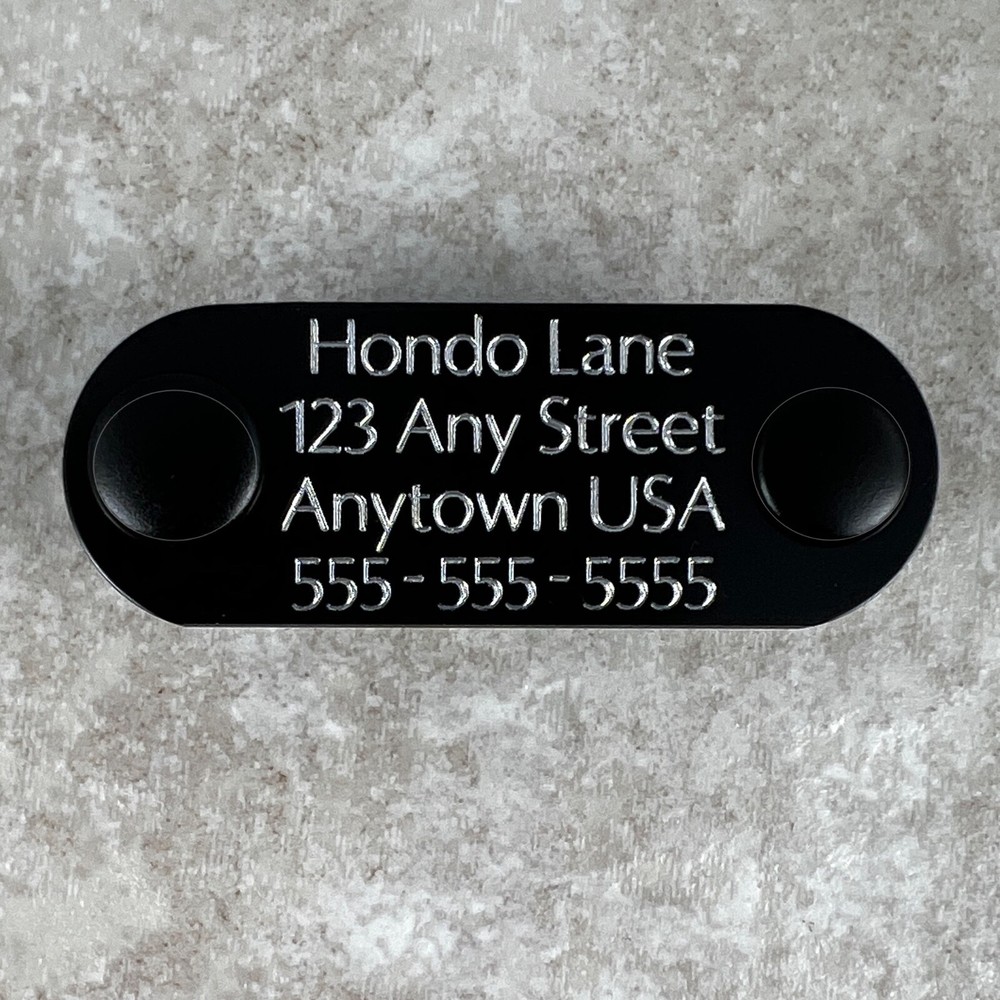 Hondo Lane
123 Any Street
Anytown USA
555-555-5555